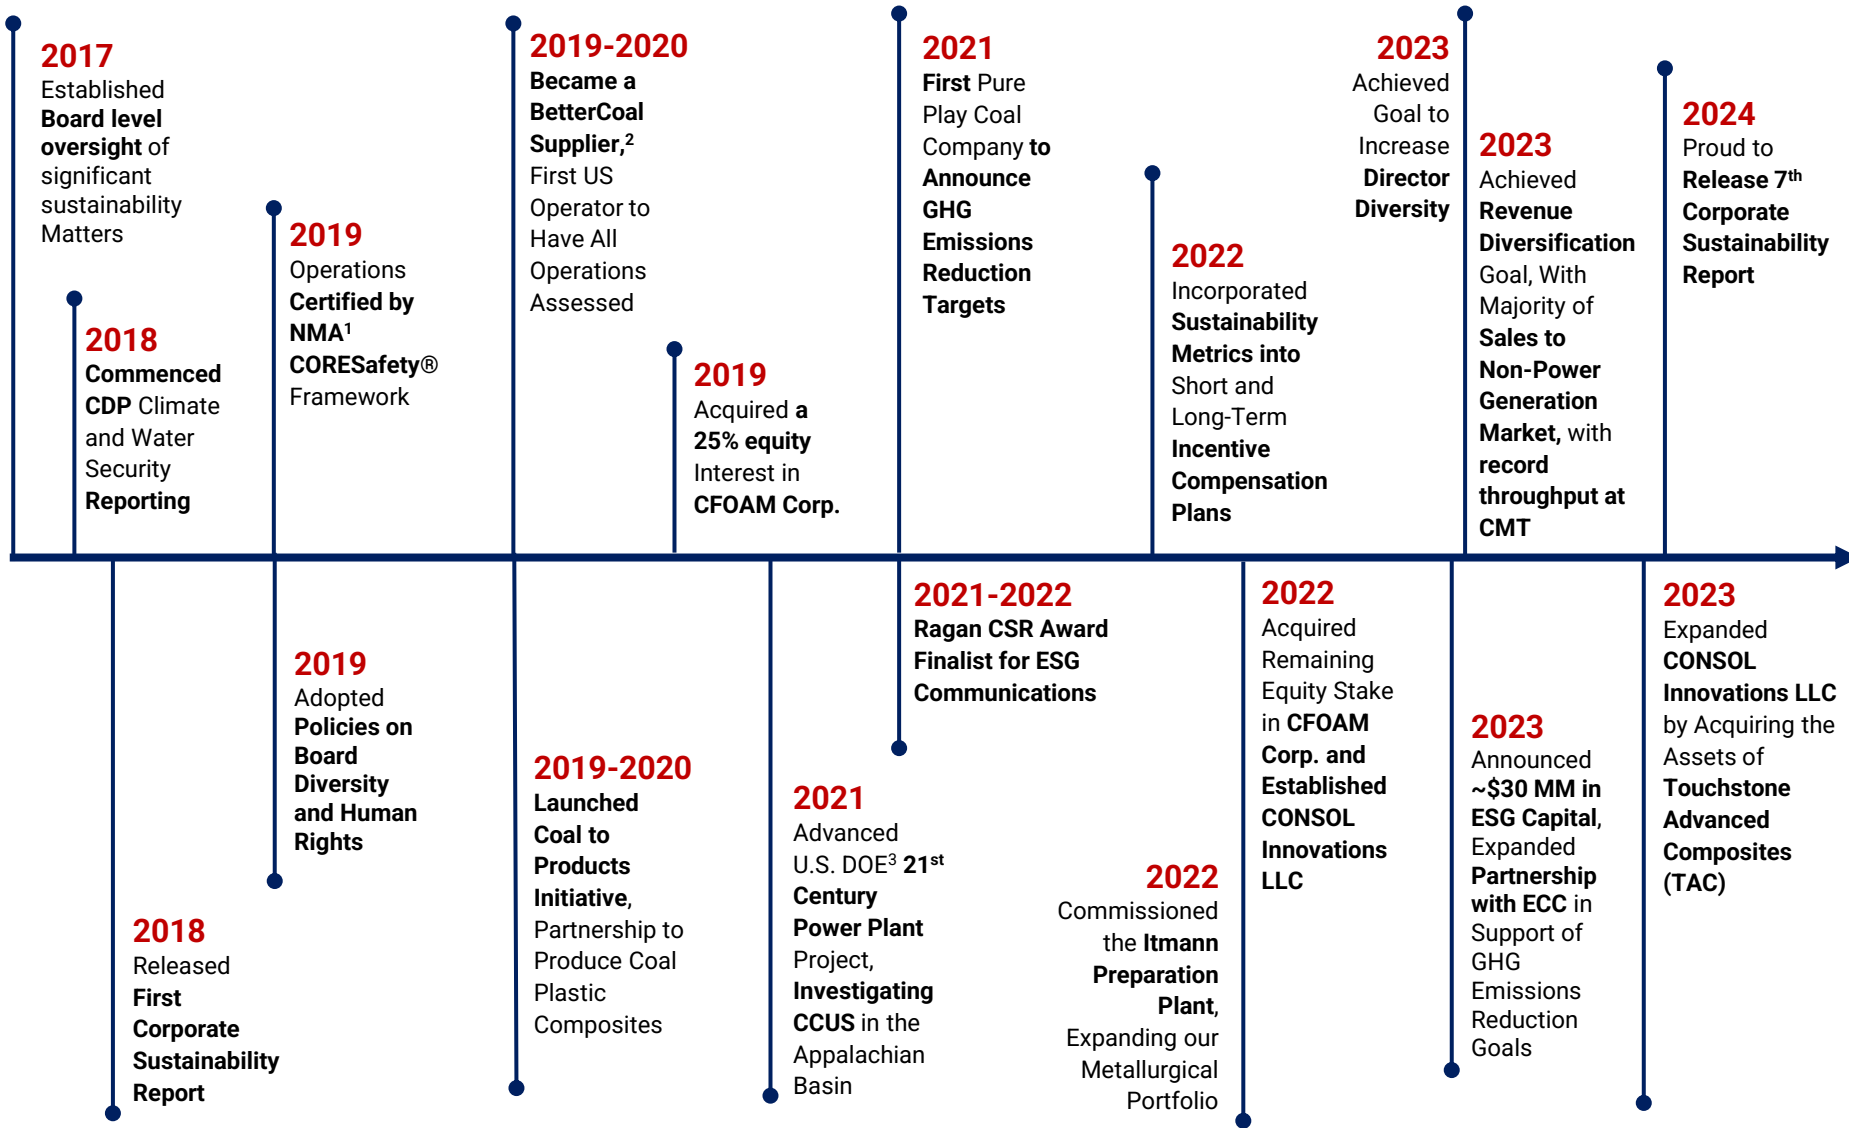 2017
Established
Board level
oversight of
significant
sustainability
Matters
2018
Commenced
CDP Climate
and Water
Security
Reporting
2019
Operations
Certified by
NMA¹
CORESafety®
Framework
2019-2020
Became a
BetterCoal
Supplier,²
First US
Operator to
Have All
Operations
Assessed
2019
Acquired a
25% equity
Interest in
CFOAM Corp.
2021
First Pure
Play Coal
Company to
Announce
GHG
Emissions
Reduction
Targets
2022
Incorporated
Sustainability
Metrics into
Short and
Long-Term
Incentive
Compensation
Plans
2023
Achieved
Goal to
Increase
Director
Diversity
2023
Achieved
Revenue
Diversification
Goal, With
Majority of
Sales to
Non-Power
Generation
Market, with
record
throughput at
CMT
2024
Proud to
Release 7th
Corporate
Sustainability
Report
2018
Released
First
Corporate
Sustainability
Report
2019
Adopted
Policies on
Board
Diversity
and Human
Rights
2019-2020
Launched
Coal to
Products
Initiative,
Partnership to
Produce Coal
Plastic
Composites
2021
Advanced
U.S. DOE³ 21st
Century
Power Plant
Project,
Investigating
CCUS in the
Appalachian
Basin
2021-2022
Ragan CSR Award
Finalist for ESG
Communications
2022
Commissioned
the Itmann
Preparation
Plant,
Expanding our
Metallurgical
Portfolio
2022
Acquired
Remaining
Equity Stake
in CFOAM
Corp. and
Established
CONSOL
Innovations
LLC
2023
Announced
~$30 MM in
ESG Capital,
Expanded
Partnership
with ECC in
Support of
GHG
Emissions
Reduction
Goals
2023
Expanded
CONSOL
Innovations LLC
by Acquiring the
Assets of
Touchstone
Advanced
Composites
(TAC)